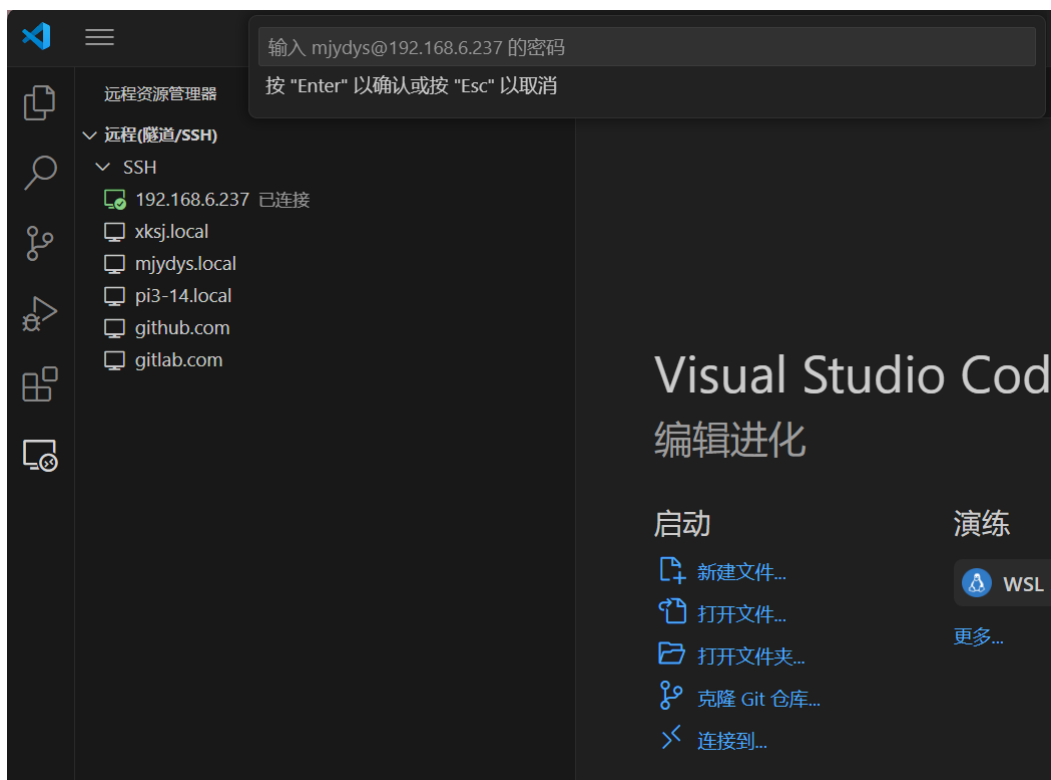 输入 mjydys@192.168.6.237 的密码
按 "Enter" 以确认或按 "Esc" 以取消
远程资源管理器
远程(隧道/SSH)
SSH
192.168.6.237 已连接
xksj.local
mjydys.local
pi3-14.local
github.com
gitlab.com
Visual Studio Cod
编辑进化
启动
新建文件...
打开文件...
打开文件夹...
克隆 Git 仓库...
连接到...
演练
WSL
更多...